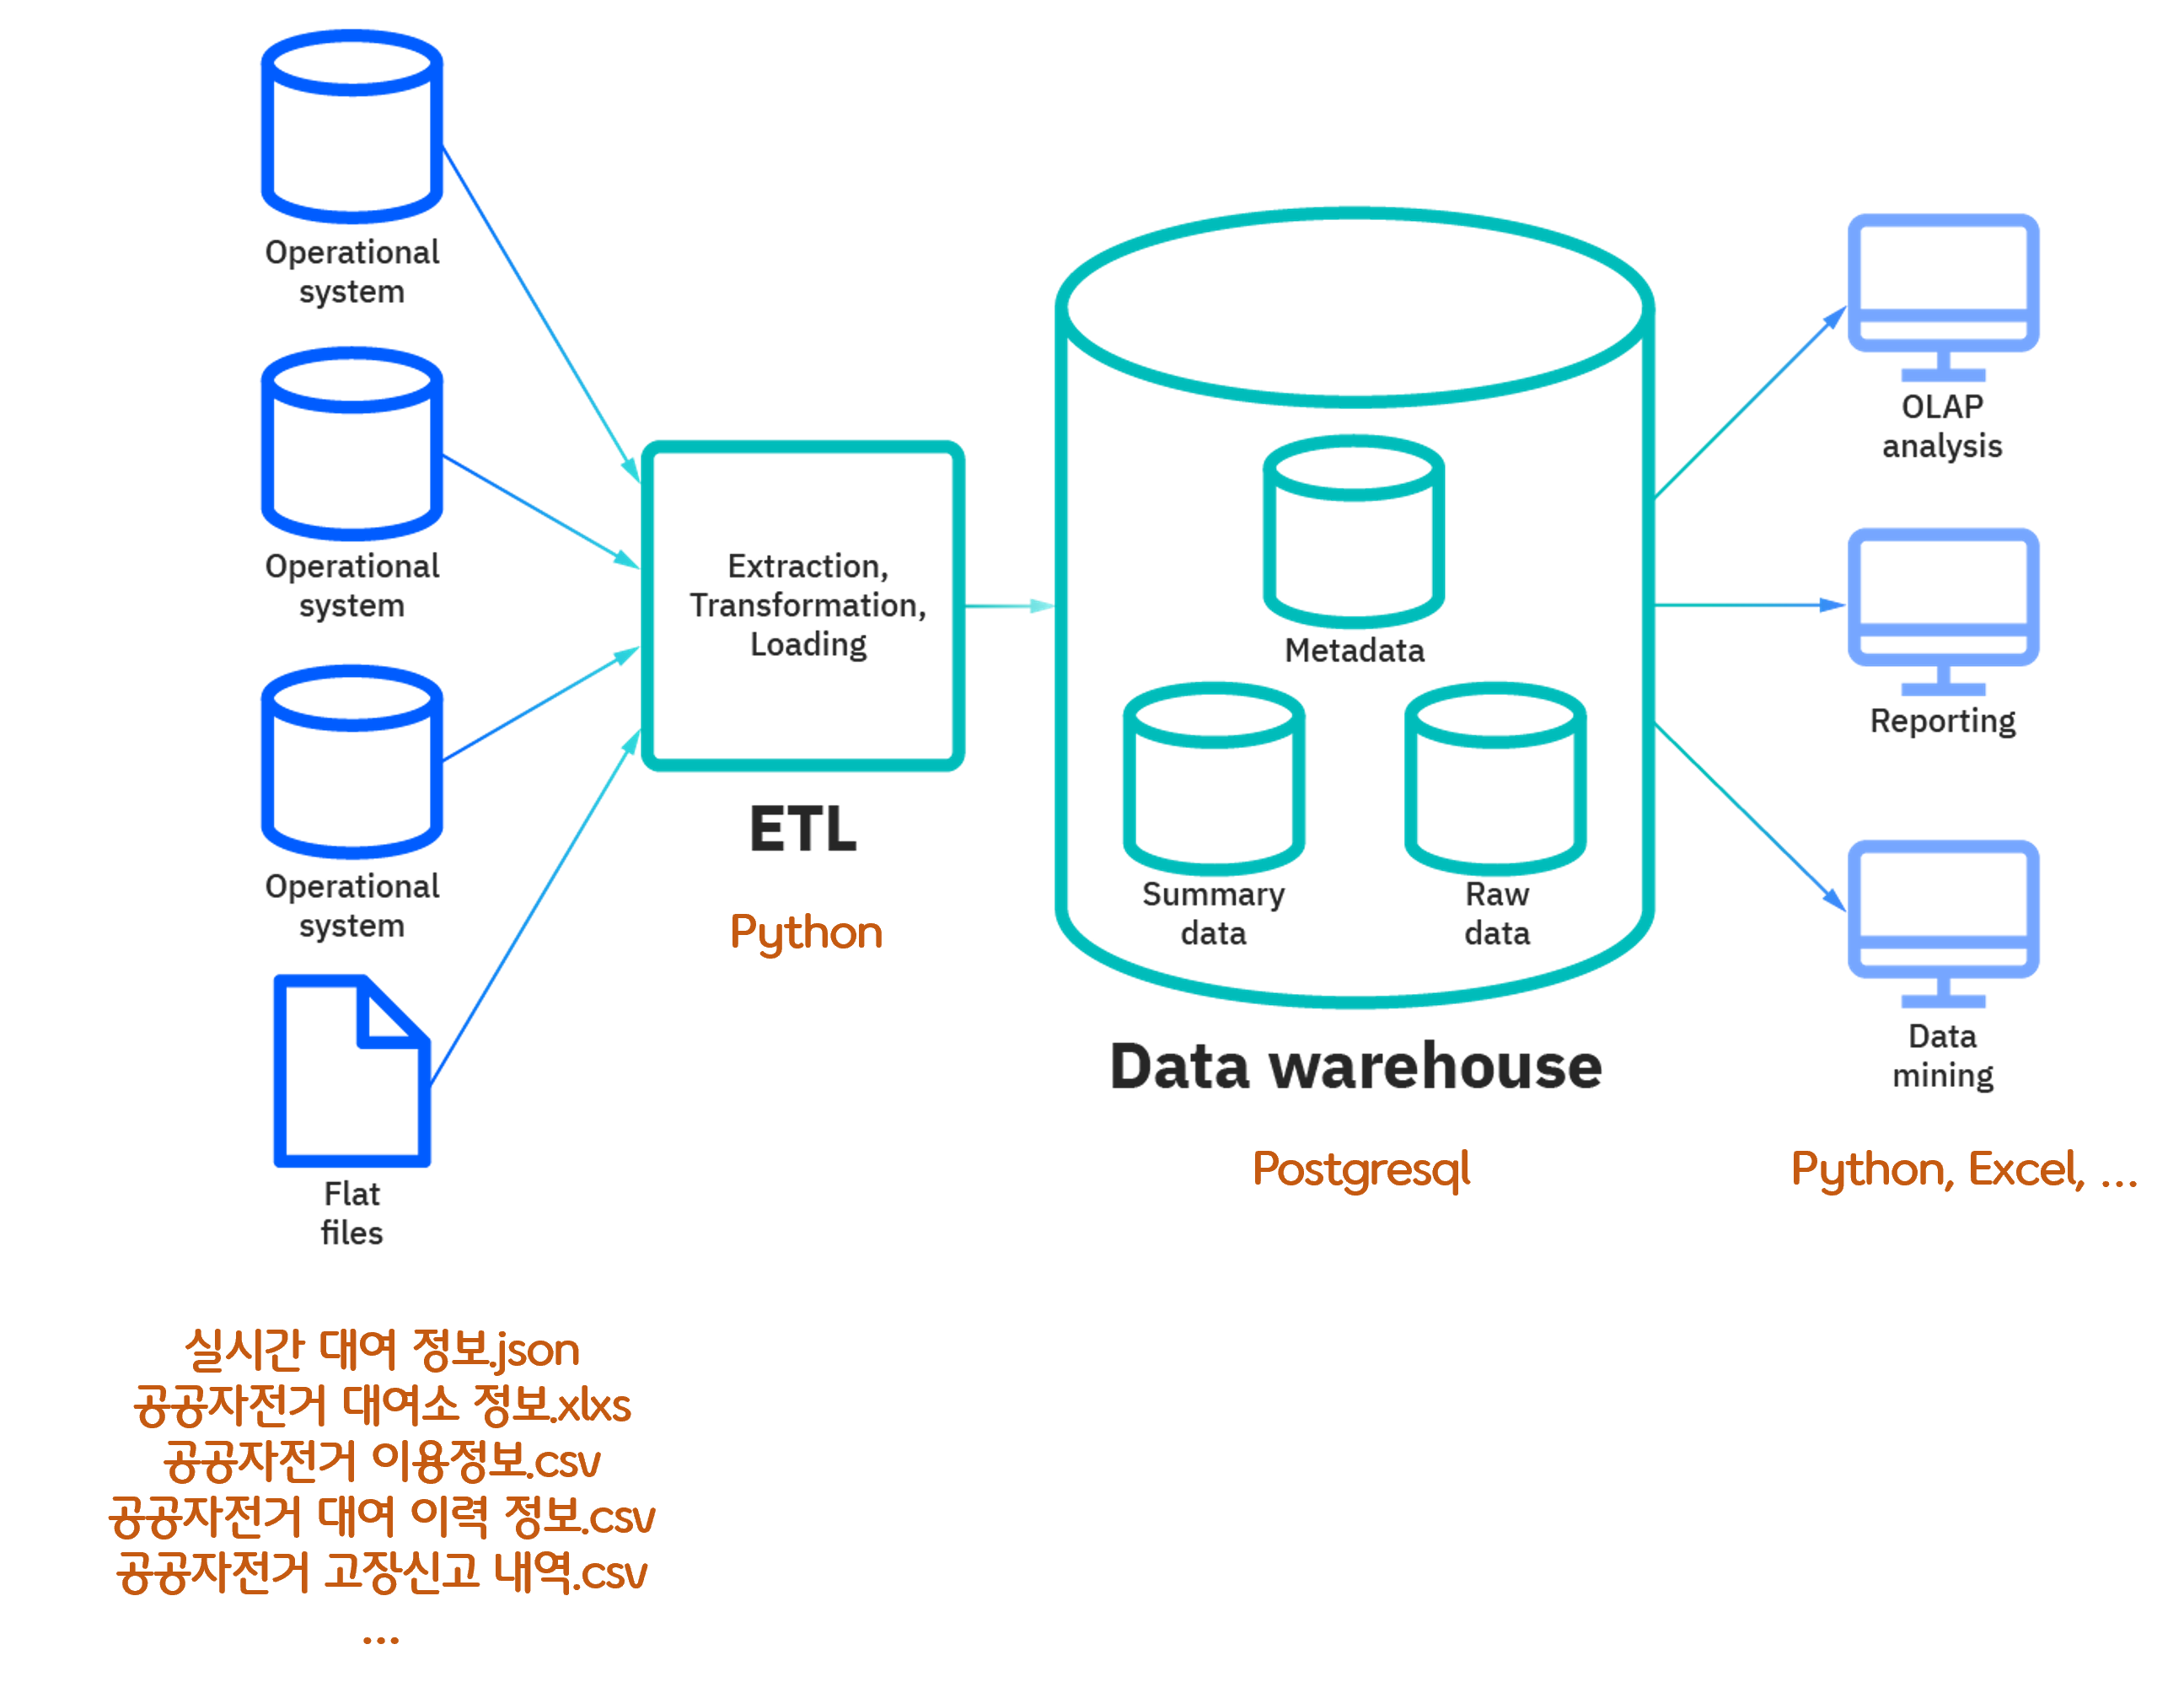 Operational
system
Operational
system
Operational
system
Flat
files
실시간 대여 정보.json
공공자전거 대여소 정보.xlxs
공공자전거 이용정보.csv
공공자전거 대여 이력 정보.csv
공공자전거 고장신고 내역.csv
...
Extraction,
Transformation,
Loading
ETL
Python
Metadata
Summary
data
Raw
data
Data warehouse
Postgresql
OLAP
analysis
Reporting
Data
mining
Python, Excel, ...